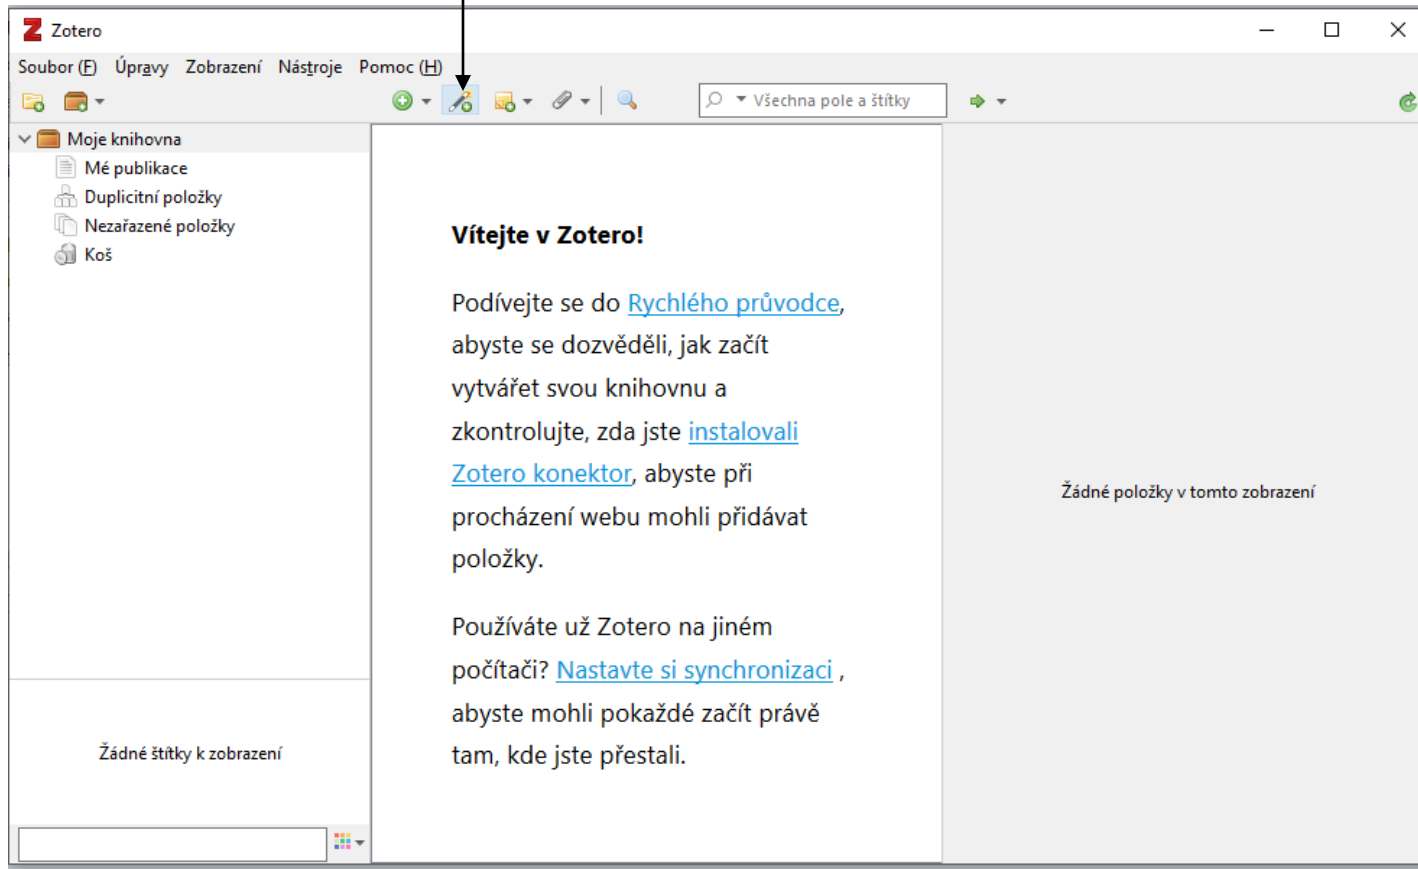 Zotero
Soubor (F) Úpravy Zobrazení Nástroje Pomoc (H)
Všechna pole a štítky
Moje knihovna
Mé publikace
Duplicitní položky
Nezařazené položky
Koš
Žádné štítky k zobrazení
Vítejte v Zotero!
Podívejte se do Rychlého průvodce,
abyste se dozvěděli, jak začít
vytvářet svou knihovnu a
zkontrolujte, zda jste instalovali
Zotero konektor, abyste při
procházení webu mohli přidávat
položky.
Používáte už Zotero na jiném
počítači? Nastavte si synchronizaci ,
abyste mohli pokaždé začít právě
tam, kde jste přestali.
Žádné položky v tomto zobrazení